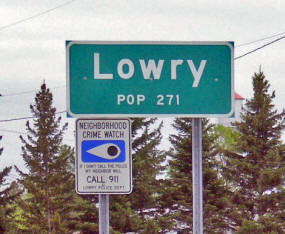 Lowry
POP 271
NEIGHBORHOOD
CRIME WATCH
IF I DON'T CALL THE POLICE
MY NEIGHBOR WILL
CALL 911
LOWRY POLICE DEPT